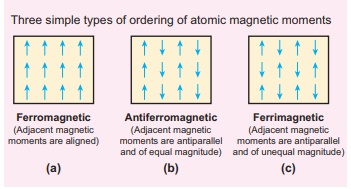 Three simple types of ordering of atomic magnetic moments
Ferromagnetic
(Adjacent magnetic
moments are aligned)
(a)
Antiferromagnetic
(Adjacent magnetic
moments are antiparallel
and of equal magnitude)
(b)
Ferrimagnetic
(Adjacent magnetic
moments are antiparallel
and of unequal magnitude)
(c)